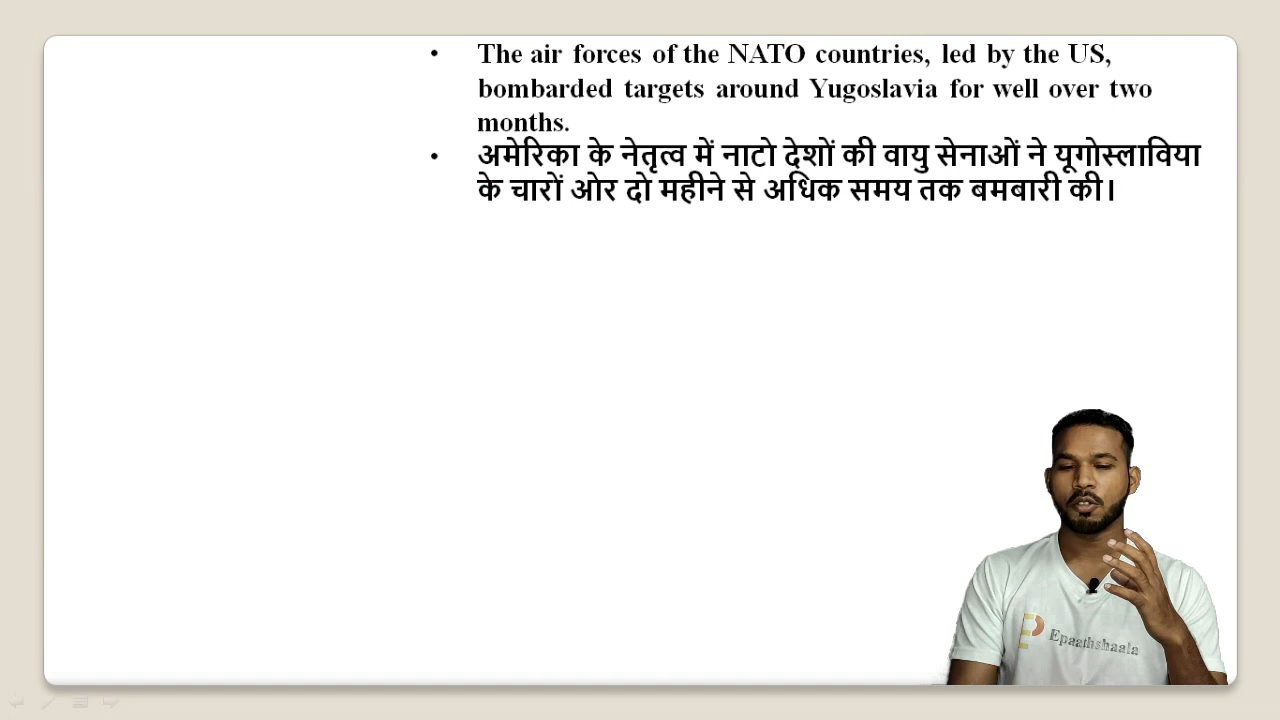 • The air forces of the NATO countries, led by the US,
bombarded targets around Yugoslavia for well over two
months.
• अमेरिका के नेतृत्व में नाटो देशों की वायु सेनाओं ने यूगोस्लाविया
के चारों ओर दो महीने से अधिक समय तक बमबारी की।
Epaathshaala